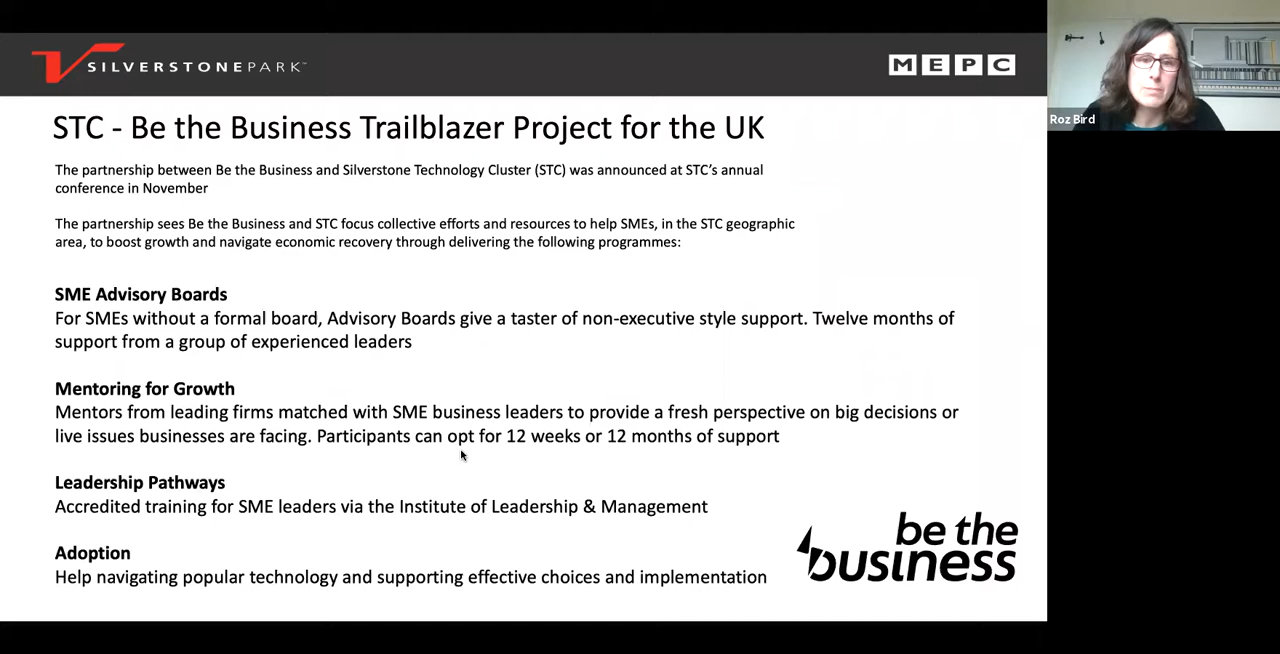 SILVERSTONEPARK™
MEPC
Roz Bird
STC - Be the Business Trailblazer Project for the UK
The partnership between Be the Business and Silverstone Technology Cluster (STC) was announced at STC's annual
conference in November
The partnership sees Be the Business and STC focus collective efforts and resources to help SMEs, in the STC geographic
area, to boost growth and navigate economic recovery through delivering the following programmes:
SME Advisory Boards
For SMEs without a formal board, Advisory Boards give a taster of non-executive style support. Twelve months of
support from a group of experienced leaders
Mentoring for Growth
Mentors from leading firms matched with SME business leaders to provide a fresh perspective on big decisions or
live issues businesses are facing. Participants can opt for 12 weeks or 12 months of support
Leadership Pathways
Accredited training for SME leaders via the Institute of Leadership & Management
Adoption
Help navigating popular technology and supporting effective choices and implementation
be the
business